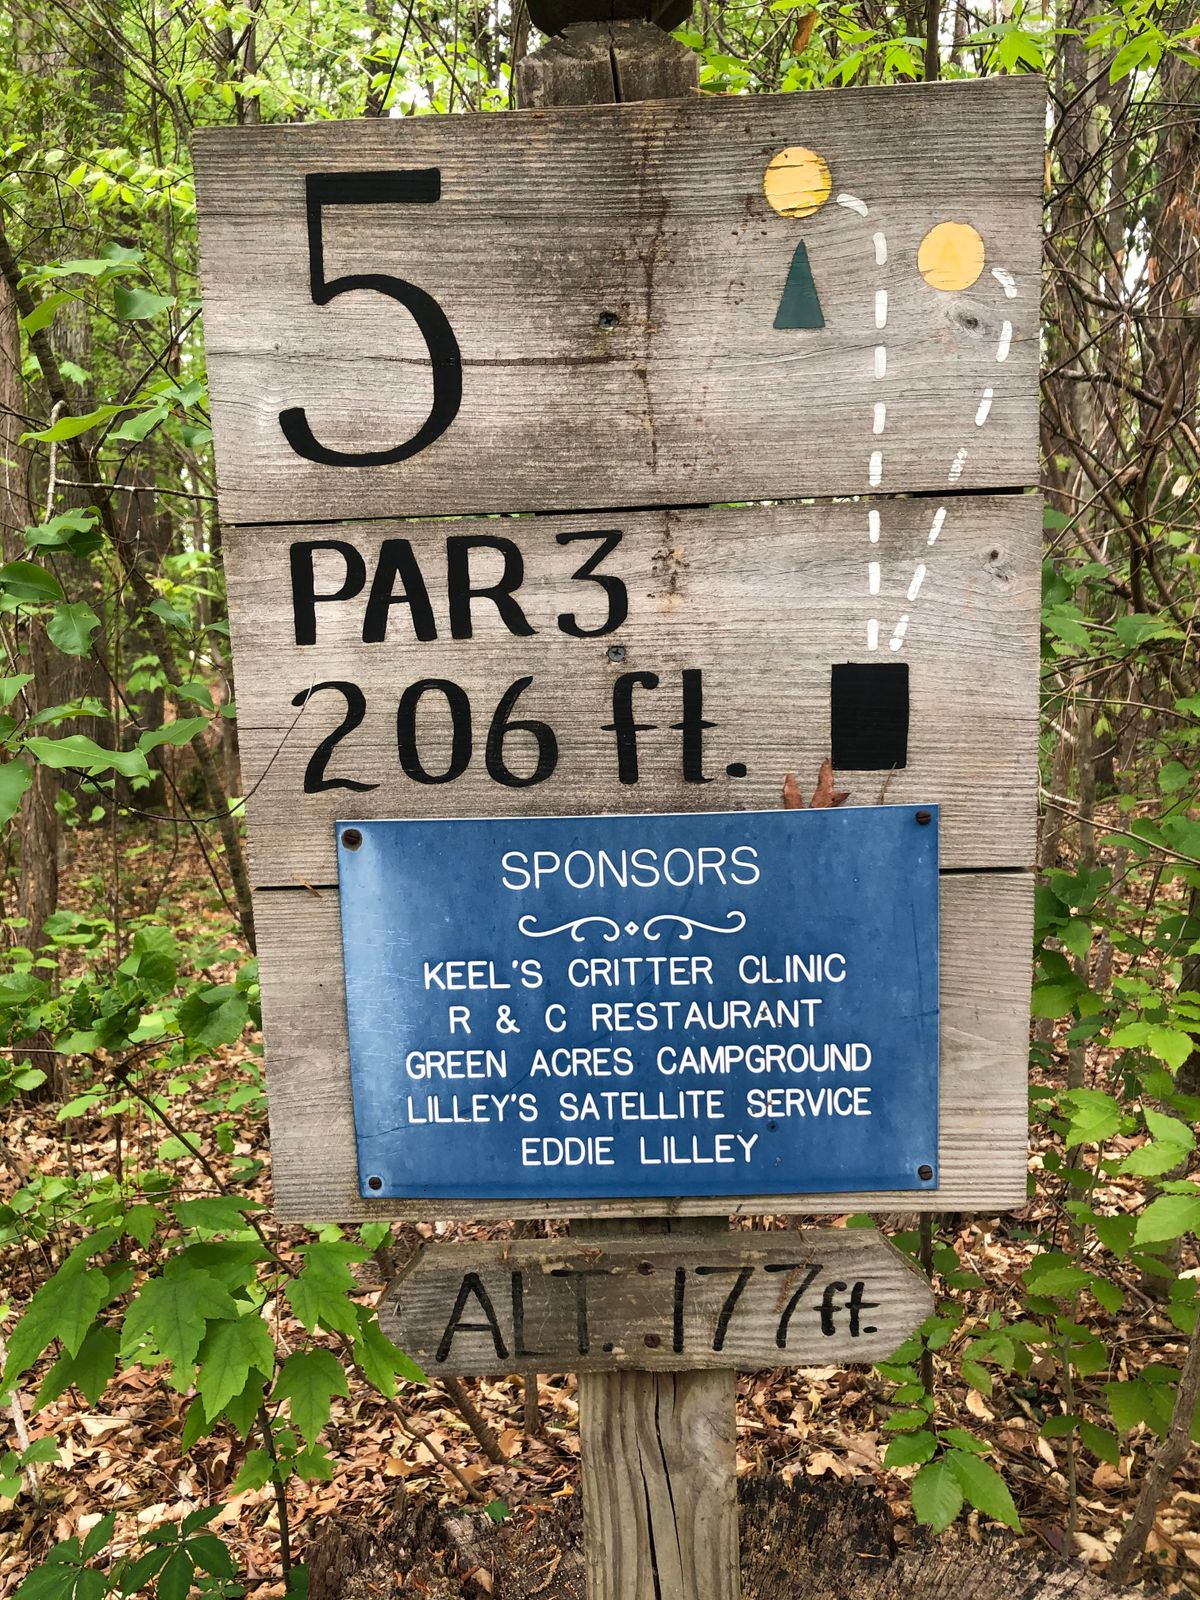 5
PAR 3
206 ft.
SPONSORS
KEEL'S CRITTER CLINIC
R & C RESTAURANT
GREEN ACRES CAMPGROUND
LILLEY'S SATELLITE SERVICE
EDDIE LILLEY
ALT. 177 ft.